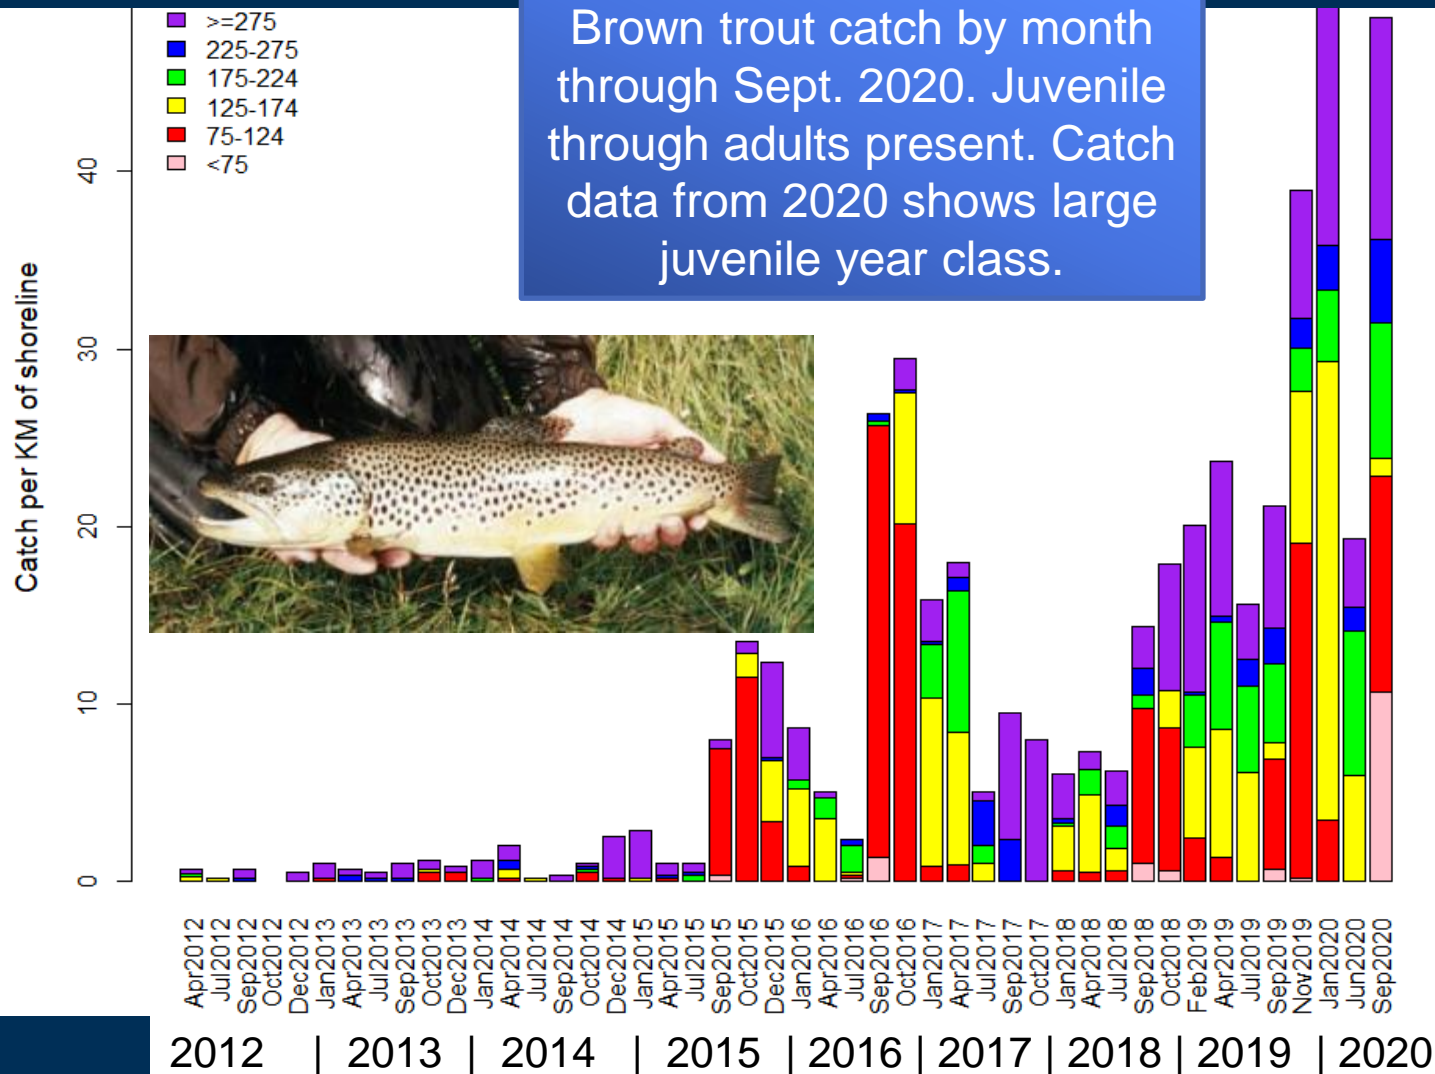 Brown trout catch by month
through Sept. 2020. Juvenile
through adults present. Catch
data from 2020 shows large
juvenile year class.
>=275
225-275
175-224
125-174
75-124
<75
Catch per KM of shoreline
40
30
20
10
0
Apr2012
Jul2012
Sep2012
Oct2012
Dec2012
Jan2013
Apr2013
Jul2013
Sep2013
Oct2013
Dec2013
Jan2014
Apr2014
Jul2014
Sep2014
Oct2014
Dec2014
Jan2015
Apr2015
Jul2015
Sep2015
Oct2015
Dec2015
Jan2016
Apr2016
Jul2016
Sep2016
Oct2016
Jan2017
Apr2017
Jul2017
Sep2017
Oct2017
Jan2018
Apr2018
Jul2018
Sep2018
Oct2018
Feb2019
Apr2019
Jul2019
Sep2019
Nov2019
Jan2020
Jun2020
Sep2020
2012 | 2013 | 2014 | 2015 | 2016 | 2017 | 2018 | 2019 | 2020